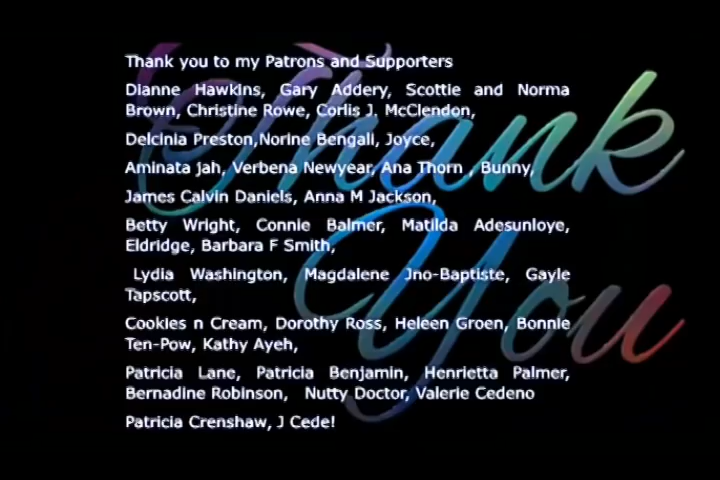 Thank you to my Patrons and Supporters
Dianne Hawkins, Gary Addery, Scottie and Norma
Brown, Christine Rowe, Corlis J. McClendon,
Delcinia Preston,Norine Bengali, Joyce,
Aminata jah, Verbena Newyear, Ana Thorn , Bunny,
James Calvin Daniels, Anna M Jackson,
Betty Wright, Connie Balmer, Matilda Adesunloye,
Eldridge, Barbara F Smith,
Lydia Washington, Magdalene Jno-Baptiste, Gayle
Tapscott,
Cookies n Cream, Dorothy Ross, Heleen Groen, Bonnie
Ten-Pow, Kathy Ayeh,
Patricia Lane, Patricia Benjamin, Henrietta Palmer,
Bernadine Robinson, Nutty Doctor, Valerie Cedeno
Patricia Crenshaw, J Cede!
Thank
You